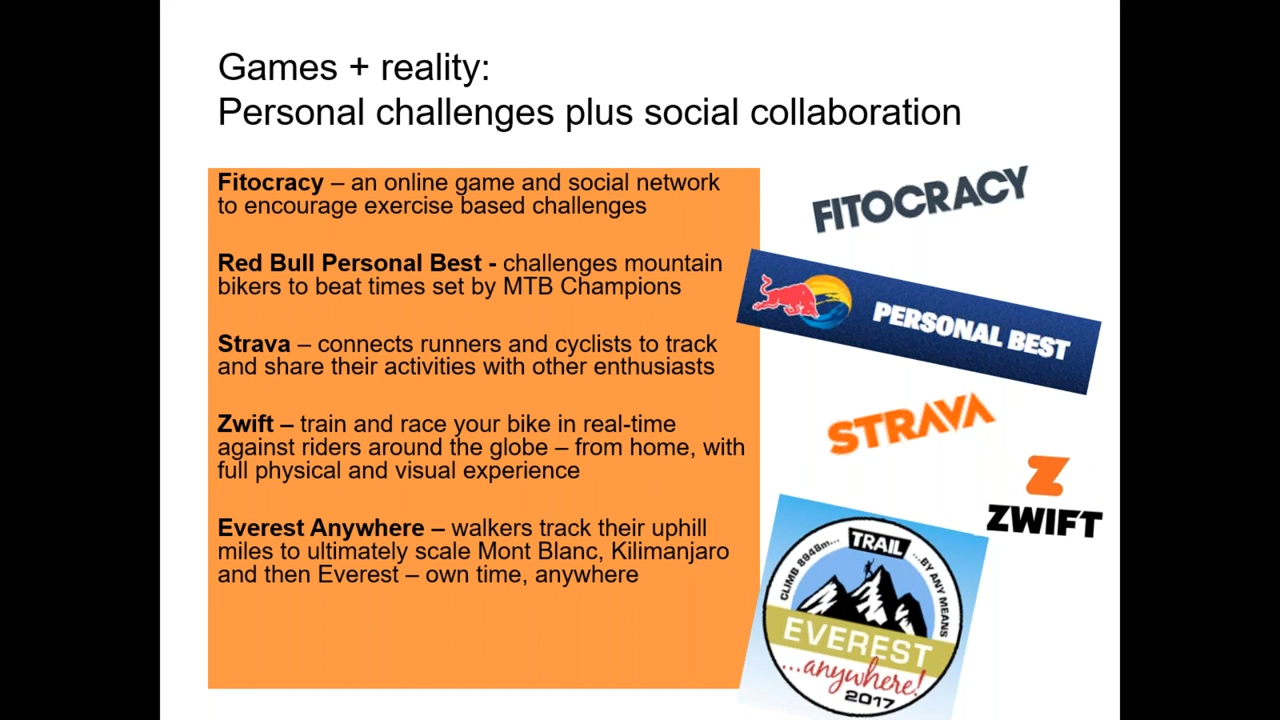 Games + reality:
Personal challenges plus social collaboration
Fitocracy – an online game and social network
to encourage exercise based challenges
Red Bull Personal Best - challenges mountain
bikers to beat times set by MTB Champions
Strava – connects runners and cyclists to track
and share their activities with other enthusiasts
Zwift – train and race your bike in real-time
against riders around the globe – from home, with
full physical and visual experience
Everest Anywhere – walkers track their uphill
miles to ultimately scale Mont Blanc, Kilimanjaro
and then Everest – own time, anywhere
FITOCRACY
PERSONAL BEST
STRAVA
ZWIFT
CLIMB 8948m...
TRAIL
...BY ANY MEANS
EVEREST
...anywhere!
2017